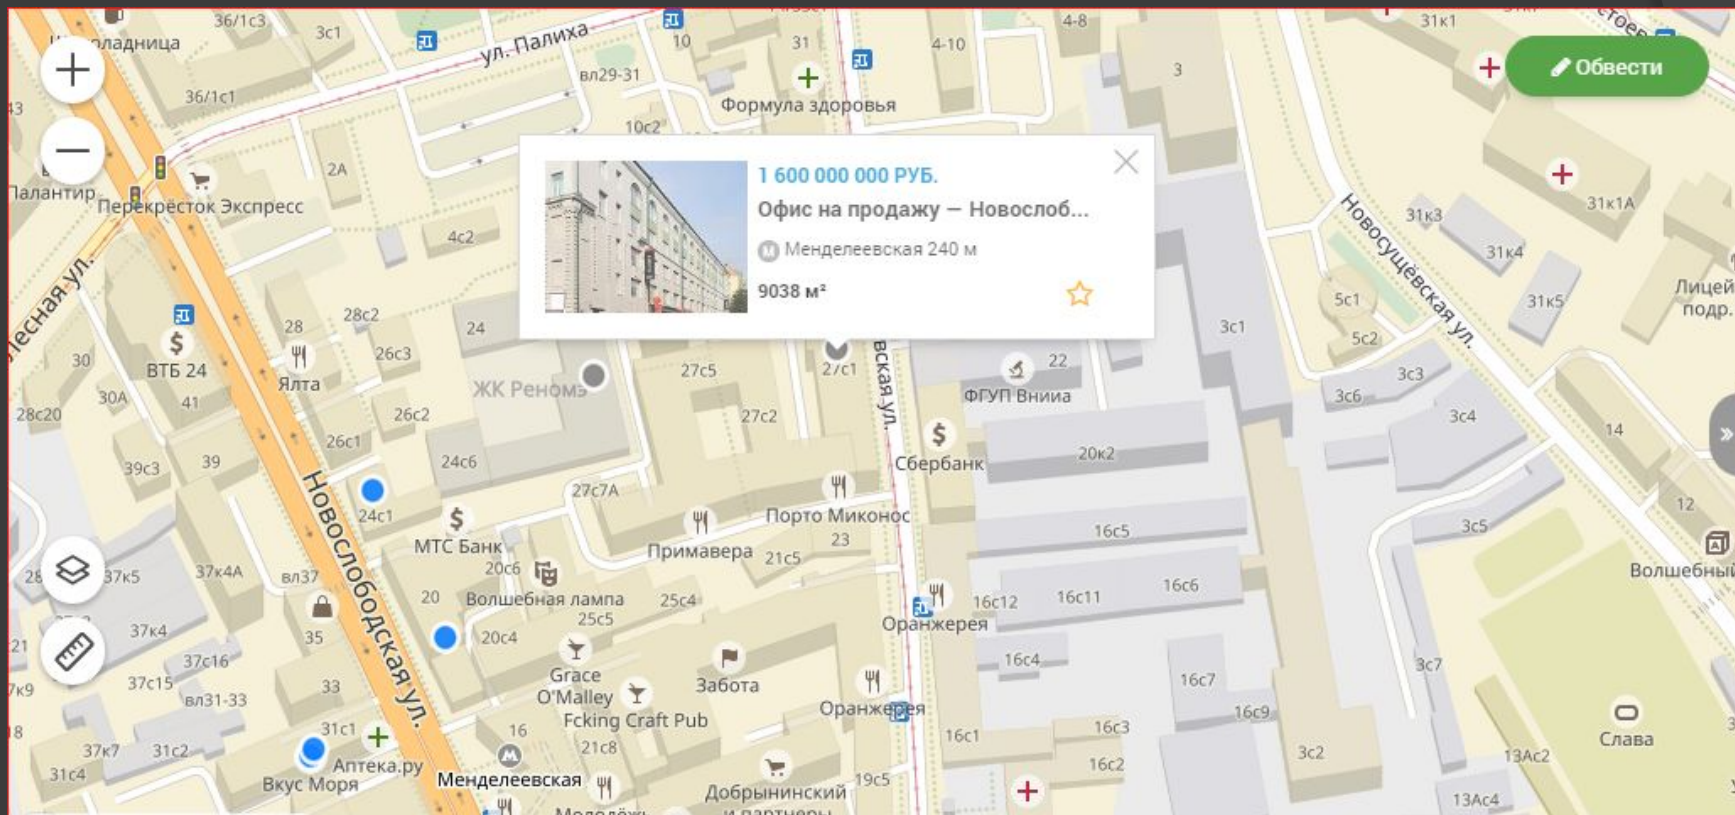 36/1с3
3с1
ул. Палиха
10
31
4-10
4-8
31к1
Обвести
36/1с1
вл29-31
Формула здоровья
3
10с2
2А
Палантир
Перекрёсток Экспресс
4с2
1 600 000 000 РУБ.
Офис на продажу — Новослоб...
Менделеевская 240 м
9038 м²
31к3
31к1А
31к4
Новосущёвская ул.
Лесная ул.
5с1
31к5
Лицей
подр.
28с2
28
24
3с1
5с2
30
ВТБ 24
26с3
Ялта
27с5
27с1
вская ул.
22
ФГУП Внииа
3с3
3с6
30А
41
28с20
26с2
ЖК Реномэ
27с2
3с4
14
26с1
39с3
39
24с6
Сбербанк
20к2
27с7А
24с1
Новослободская ул.
МТС Банк
Порто Миконос
12
Примавера
23
21с5
16с5
3с5
20с6
37к5
37к4А
вл37
Волшебный
20
Волшебная лампа
25с4
25с5
16с12
16с11
16с6
Оранжерея
37к4
35
20с4
37с16
16с4
3с7
37с15
вл31-33
33
Grace
O'Malley
Забота
16с7
Fcking Craft Pub
Оранжерея
16с9
31с1
16
16с1
16с3
Слава
37к7
31с2
Аптека.ру
21с8
3с2
31с4
Вкус Моря
Менделеевская
16с2
13Ас2
Добрынинский
и партнеры
19с5
13Ас4